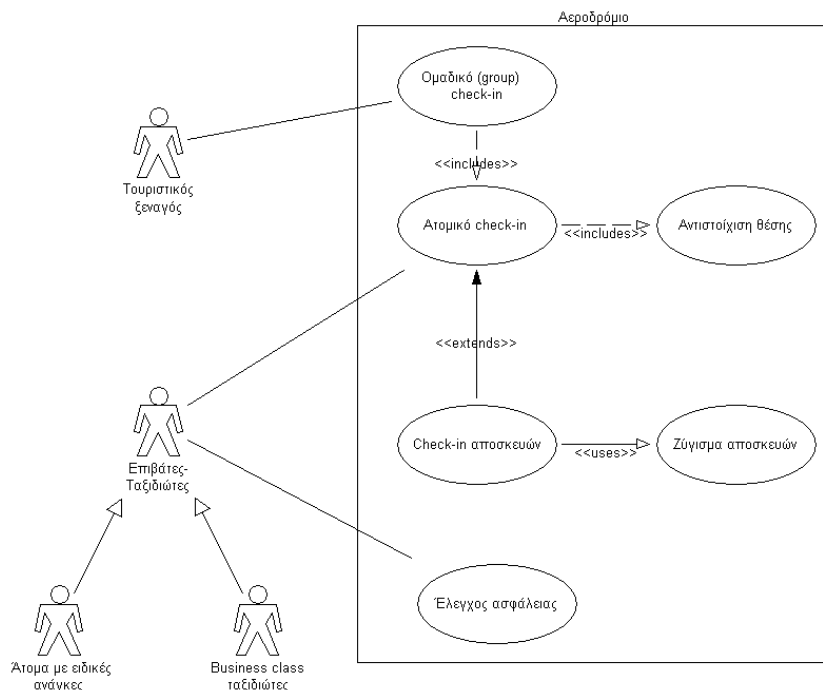 Αεροδρόμιο
Ομαδικό (group)
check-in
Τουριστικός
ξεναγός
<<includes>>
Ατομικό check-in
<<includes>>
Αντιστοίχιση θέσης
<<extends>>
Επιβάτες-
Ταξιδιώτες
Check-in αποσκευών
<<uses>>
Ζύγισμα αποσκευών
Έλεγχος ασφάλειας
Άτομα με ειδικές
ανάγκες
Business class
ταξιδιώτες